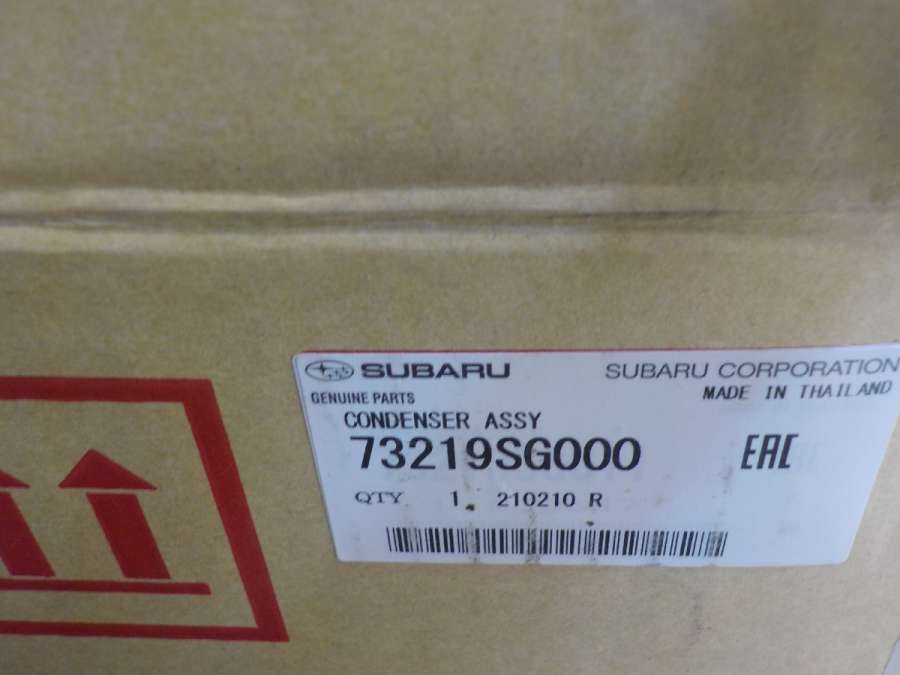 SUBARU SUBARU CORPORATION
GENUINE PARTS MADE IN THAILAND
CONDENSER ASSY
73219SG000 EAC
QTY 1. 210210 R